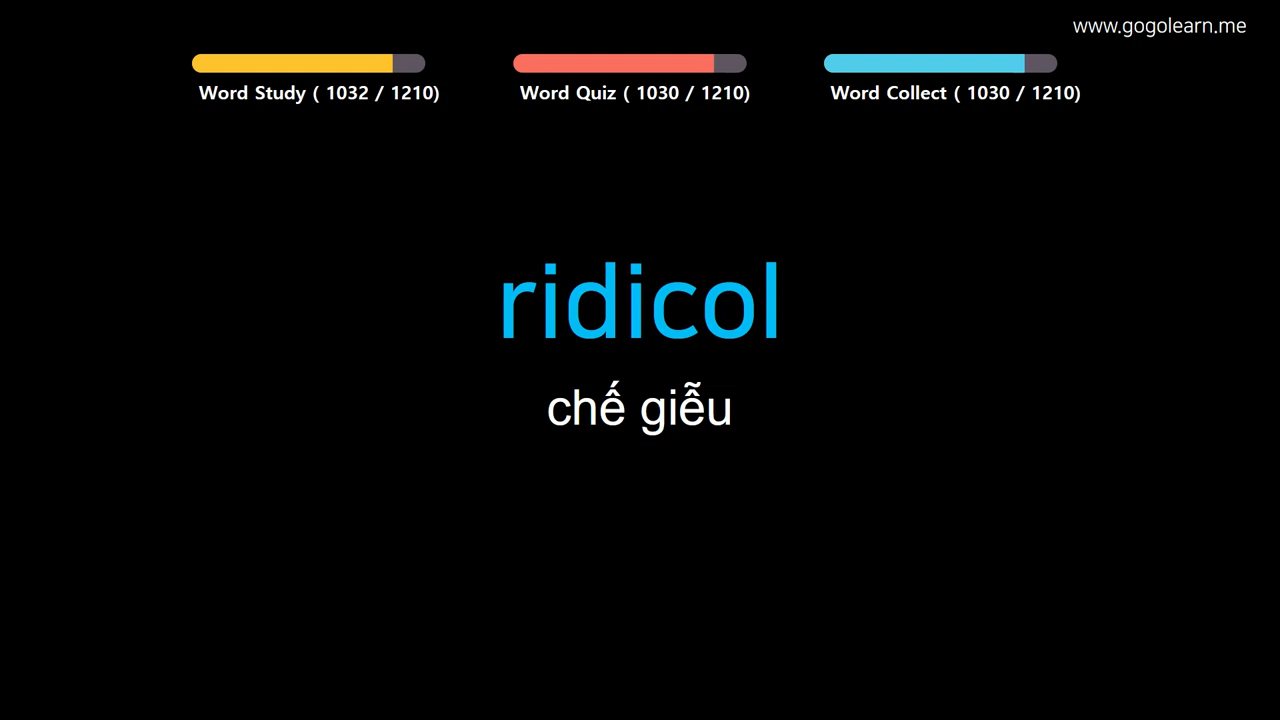 www.gogolearn.me
Word Study ( 1032 / 1210)
Word Quiz ( 1030 / 1210)
Word Collect ( 1030 / 1210)
ridicol
chế giễu